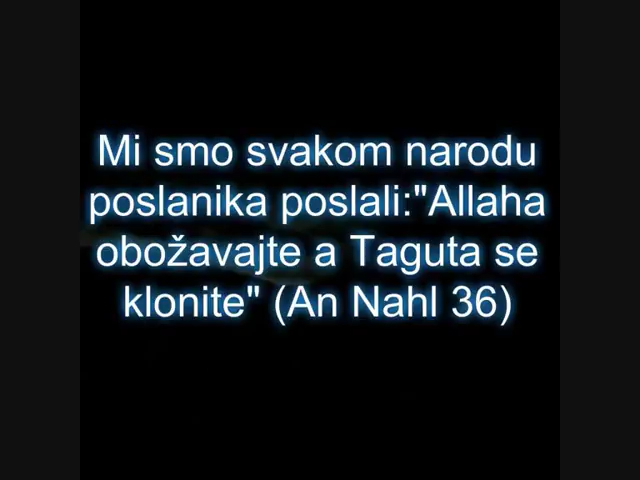 Mi smo svakom narodu
poslanika poslali:"Allaha
obožavajte a Taguta se
klonite" (An Nahl 36)